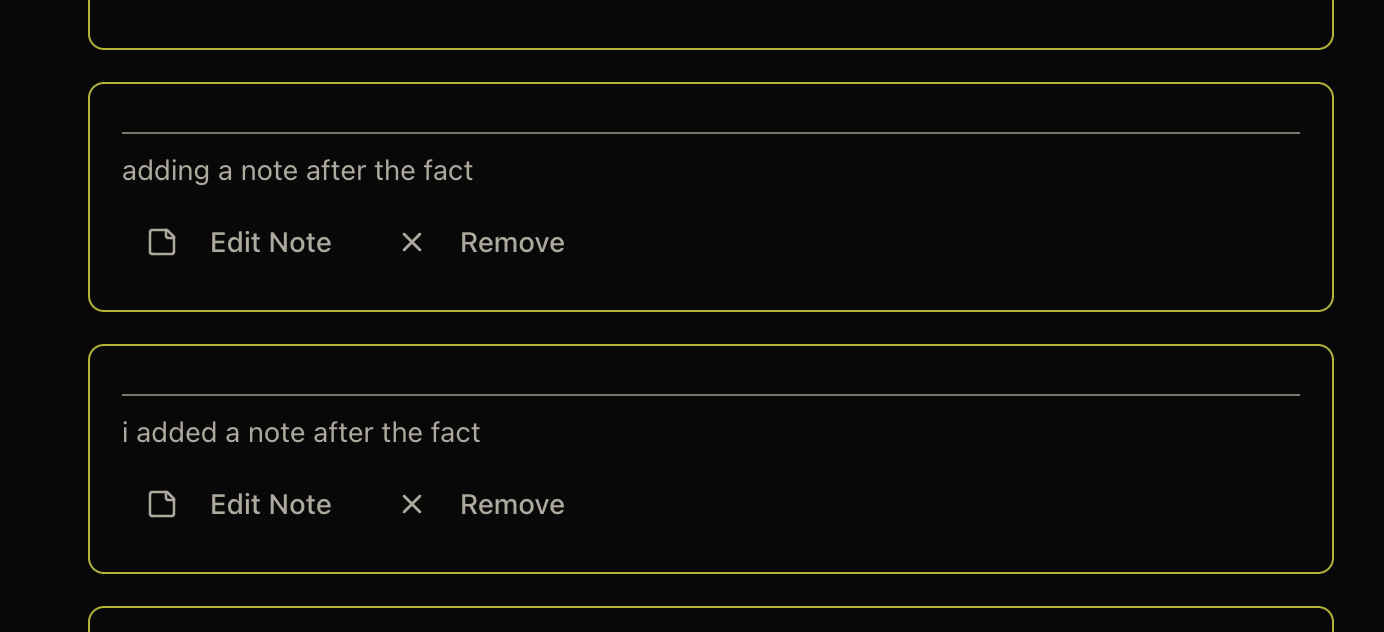 adding a note after the fact
Edit Note Remove
i added a note after the fact
Edit Note Remove